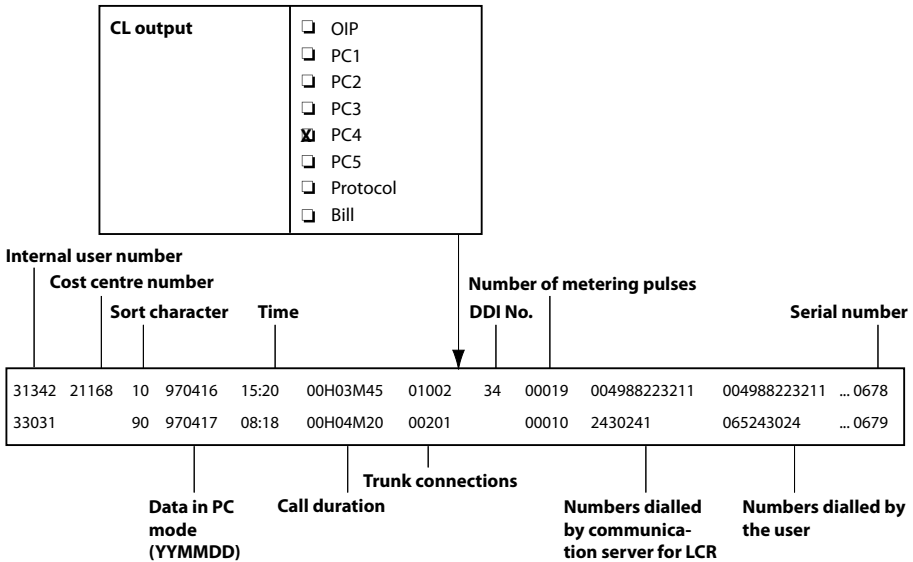 CL output
OIP
PC1
PC2
PC3
X PC4
PC5
Protocol
Bill
Internal user number
Cost centre number
Number of metering pulses
Sort character Time DDI No. Serial number
31342 21168 10 970416 15:20 00H03M45 01002 34 00019 004988223211 004988223211 ... 0678
33031 90 970417 08:18 00H04M20 00201 00010 2430241 065243024 ... 0679
Trunk connections
Data in PC
mode
(YYMMDD)
Call duration
Numbers dialled
by communica-
tion server for LCR
Numbers dialled by
the user